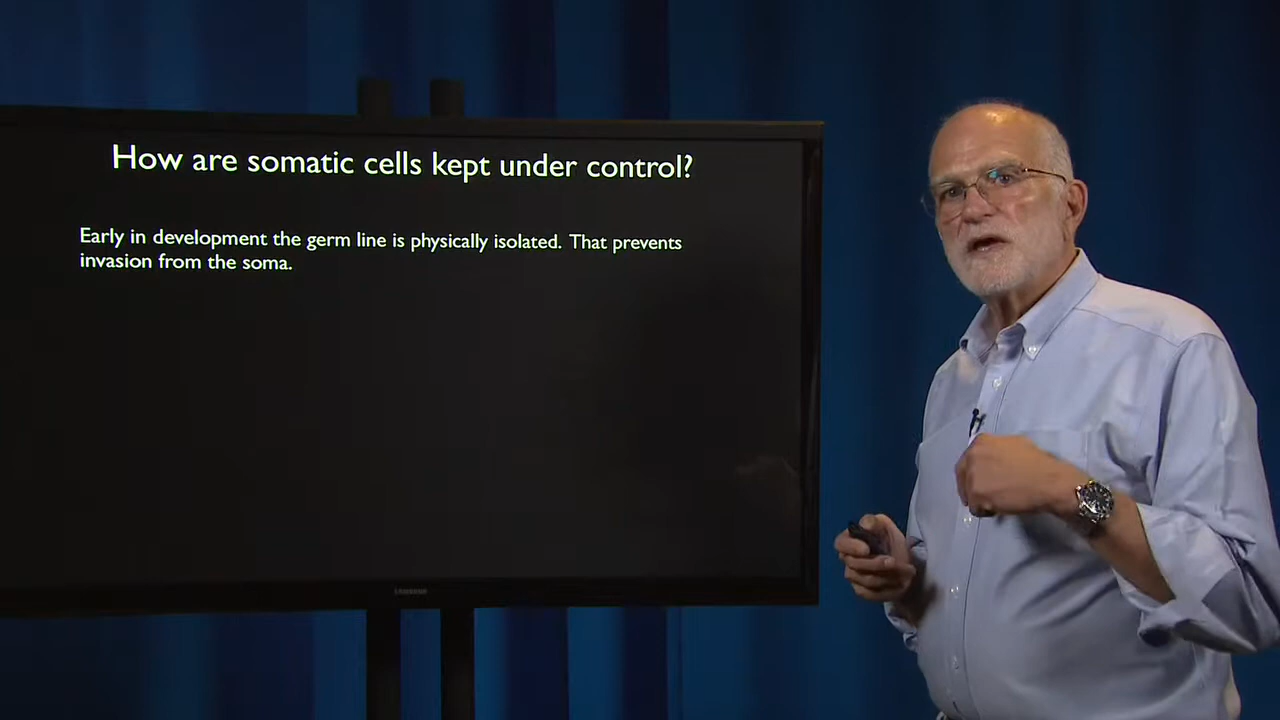 How are somatic cells kept under control?
Early in development the germ line is physically isolated. That prevents
invasion from the soma.
SAMSUNG